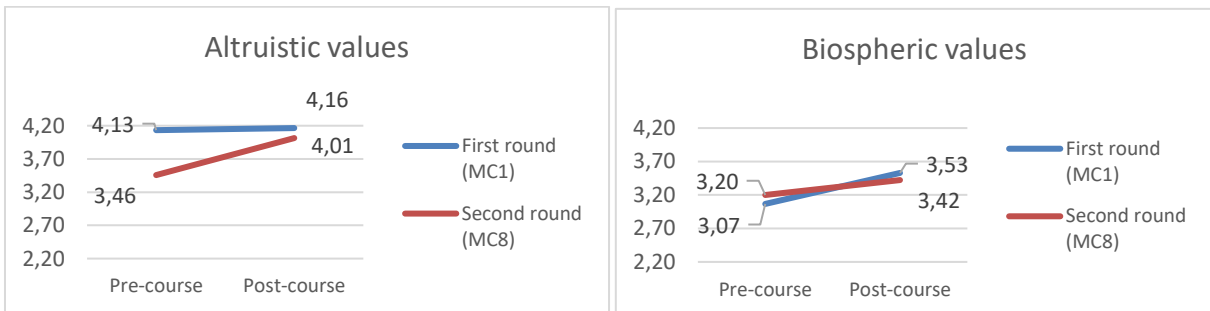 Altruistic values
4,16
4,20
4,13
3,70
4,01
3,20
3,46
2,70
2,20
Pre-course
Post-course
First round
(MC1)
Second round
(MC8)
Biospheric values
4,20
3,70
3,20
3,53
3,20
3,42
2,70
3,07
2,20
Pre-course
Post-course
First round
(MC1)
Second round
(MC8)